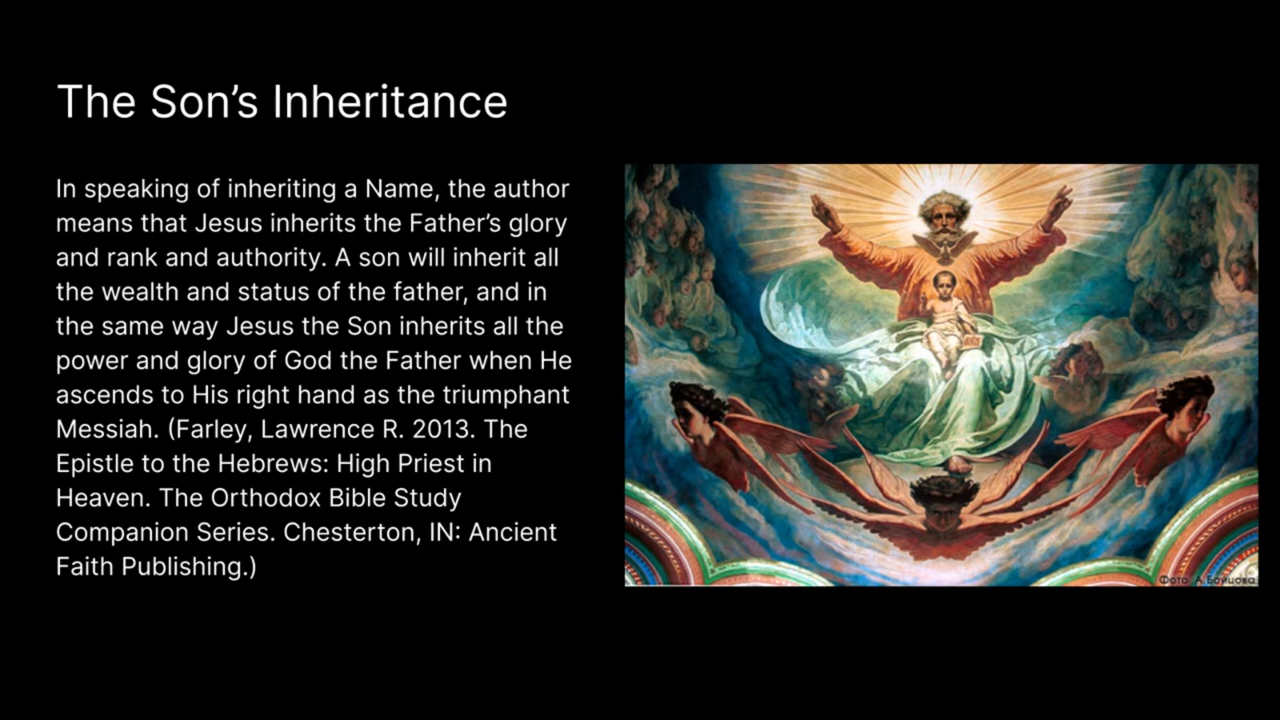 The Son’s Inheritance
In speaking of inheriting a Name, the author
means that Jesus inherits the Father’s glory
and rank and authority. A son will inherit all
the wealth and status of the father, and in
the same way Jesus the Son inherits all the
power and glory of God the Father when He
ascends to His right hand as the triumphant
Messiah. (Farley, Lawrence R. 2013. The
Epistle to the Hebrews: High Priest in
Heaven. The Orthodox Bible Study
Companion Series. Chesterton, IN: Ancient
Faith Publishing.)
Фото А.Бойцова